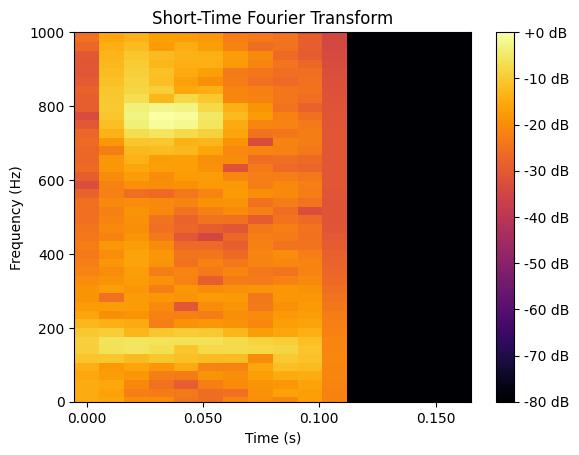 Short-Time Fourier Transform
1000
800
600
400
200
0
Frequency (Hz)
0.000
0.050
0.100
0.150
Time (s)
+0 dB
-10 dB
-20 dB
-30 dB
-40 dB
-50 dB
-60 dB
-70 dB
-80 dB